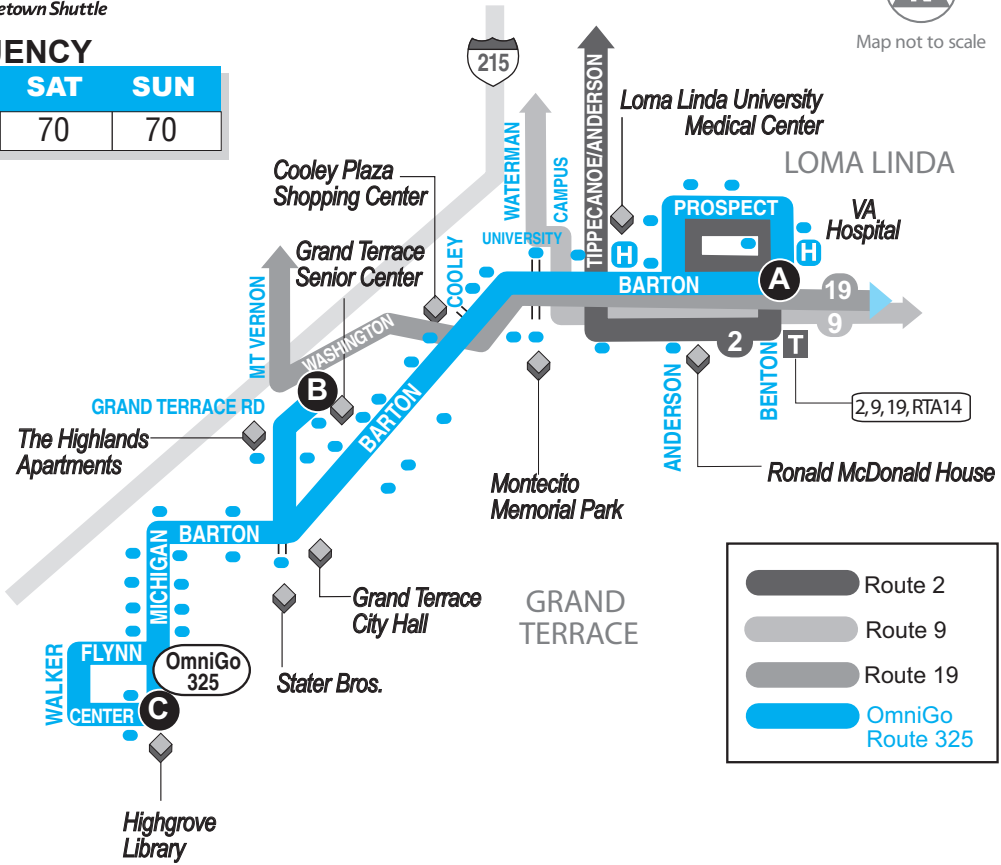 Shuttle
SAT SUN
70 70
215
Map not to scale
TIPPECANOE/ANDERSON
Loma Linda University
Medical Center
LOMA LINDA
Cooley Plaza
Shopping Center
WATERMAN
CAMPUS
PROSPECT
VA
Hospital
UNIVERSITY
H
H
Grand Terrace
Senior Center
COOLEY
BARTON
A
19
9
MT VERNON
WASHINGTON
2
T
B
BARTON
ANDERSON
BENTON
2, 9, 19, RTA14
GRAND TERRACE RD
The Highlands
Apartments
Ronald McDonald House
Montecito
Memorial Park
BARTON
MICHIGAN
Grand Terrace
City Hall
GRAND
TERRACE
Stater Bros.
Route 2
Route 9
Route 19
OmniGo
Route 325
FLYNN
OmniGo
325
WALKER
CENTER
C
Highgrove
Library